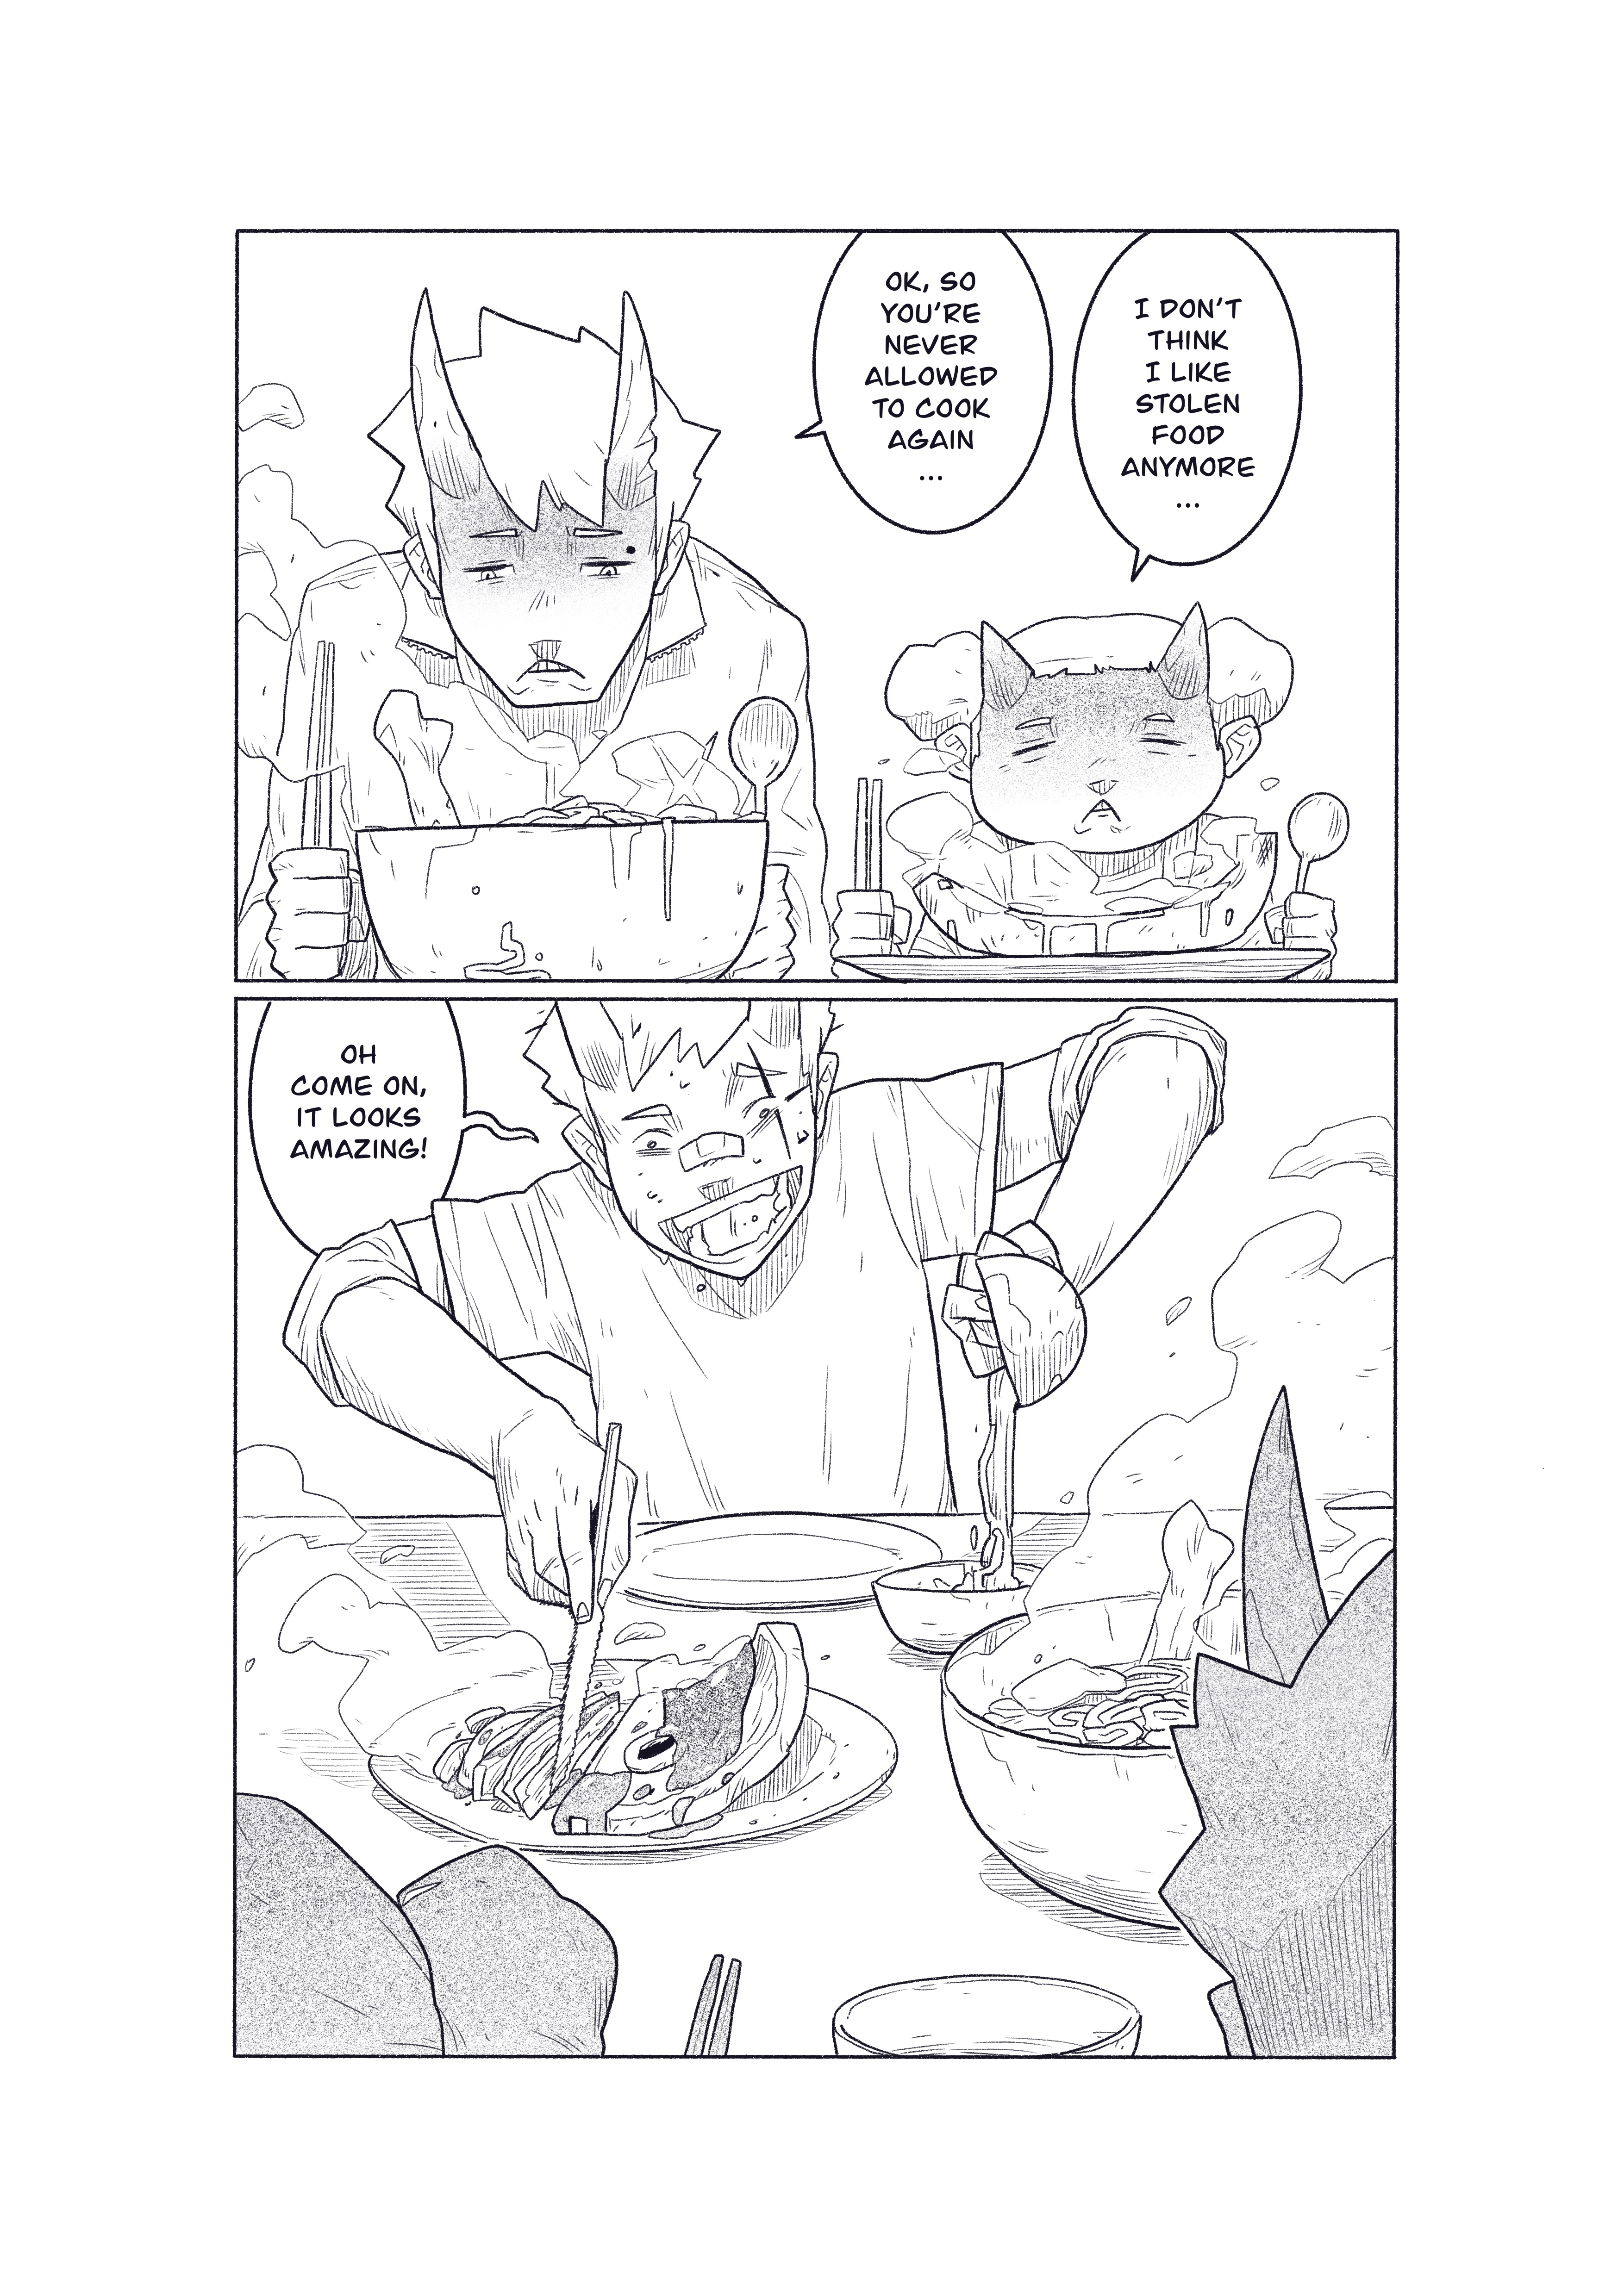 OK, SO
YOU'RE
NEVER
ALLOWED
TO COOK
AGAIN
...
I DON'T
THINK
I LIKE
STOLEN
FOOD
ANYMORE
...
OH
COME ON,
IT LOOKS
AMAZING!